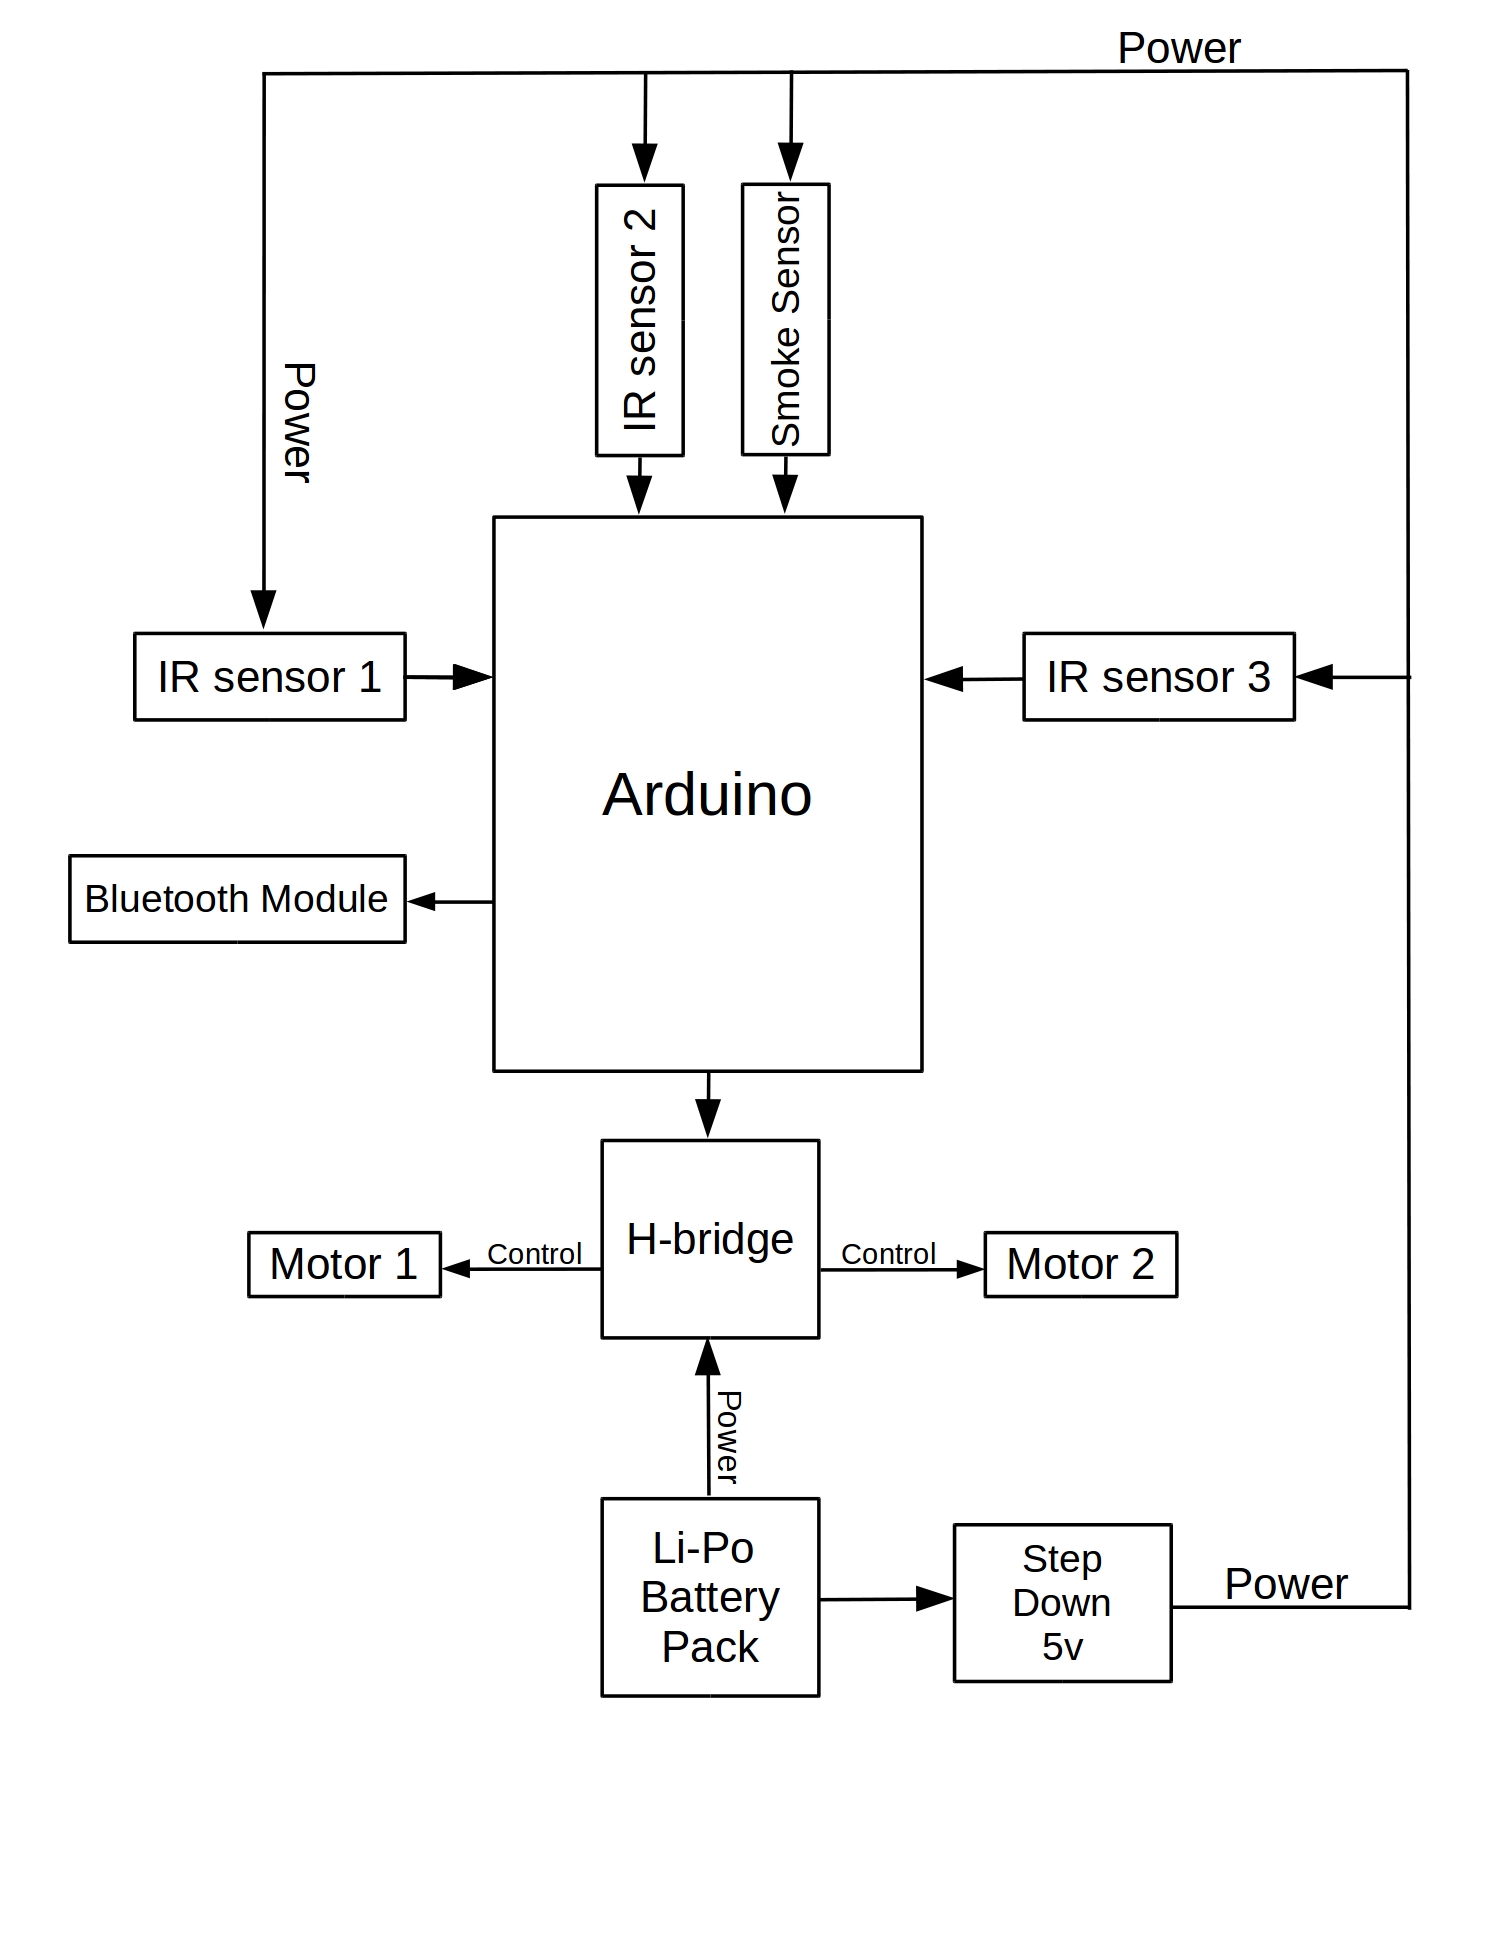 Power
IR sensor 2
Smoke Sensor
Power
IR sensor 1
IR sensor 3
Arduino
Bluetooth Module
H-bridge
Motor 1
Control
Control
Motor 2
Power
Li-Po
Battery
Pack
Step
Down
5v
Power